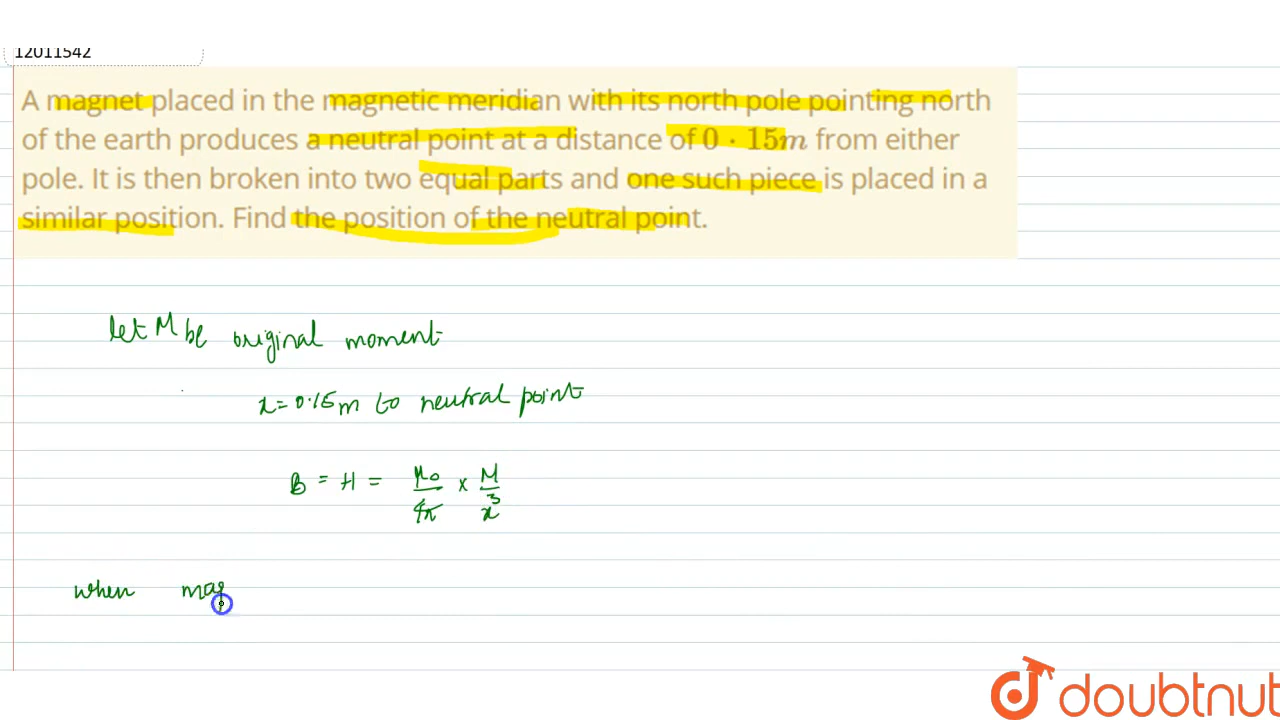 12011542
A magnet placed in the magnetic meridian with its north pole pointing north
of the earth produces a neutral point at a distance of 0 · 15m from either
pole. It is then broken into two equal parts and one such piece is placed in a
similar position. Find the position of the neutral point.
let M be original moment
x = 0.15m to neutral point
B = H = μ₀/4π × M/x³
when mag
doubtnut